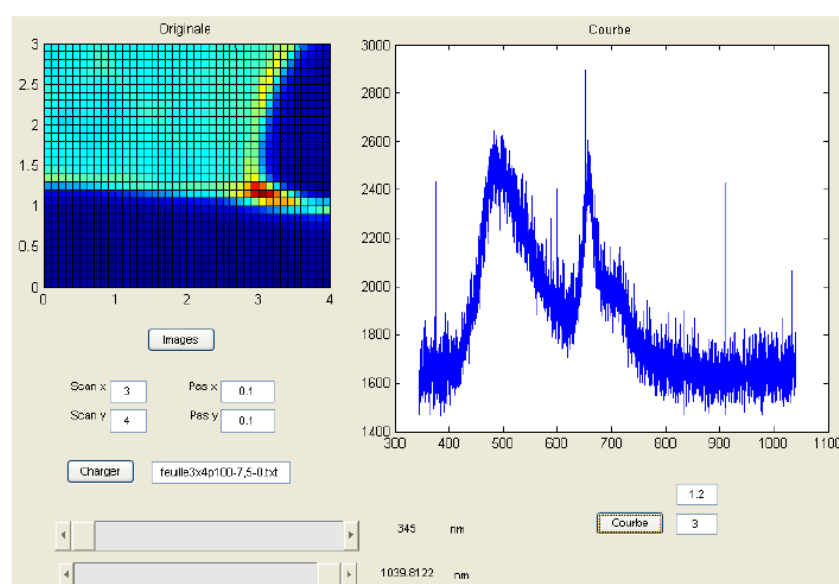 Originale
3
2.5
2
1.5
1
0.5
0
0 1 2 3 4
Courbe
3000
2800
2600
2400
2200
2000
1800
1600
1400
300 400 500 600 700 800 900 1000 1100
Images
Scan x 3 Pas x 0.1
Scan y 4 Pas y 0.1
Charger feuille3x4p100-7,5-0.txt
1.2
Courbe 3
345 nm
1039.8122 nm